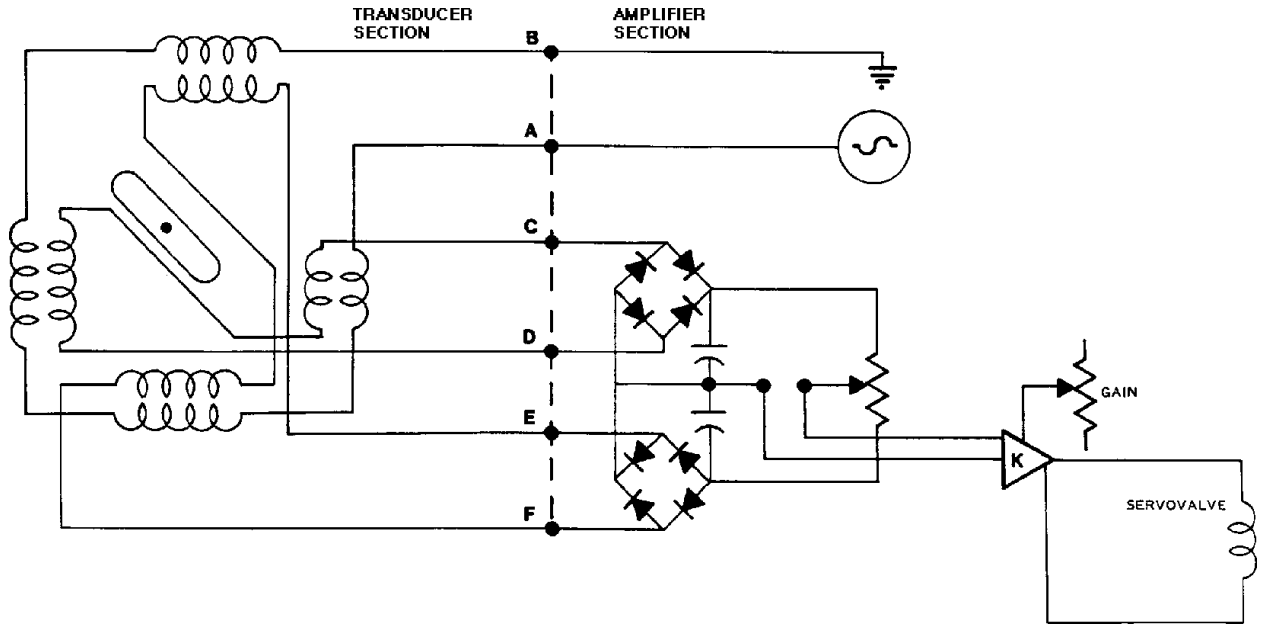 TRANSDUCER
SECTION
AMPLIFIER
SECTION
B
A
C
D
E
F
GAIN
K
SERVOVALVE